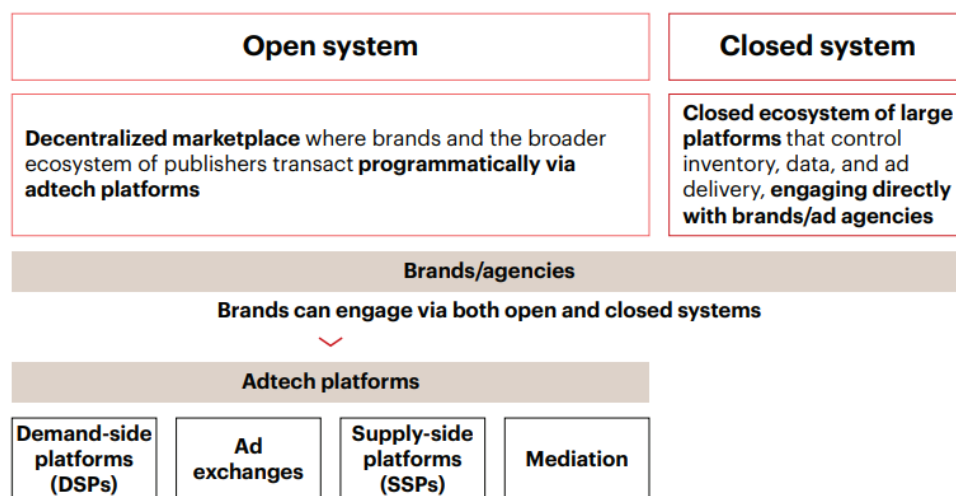 Open system
Closed system
Decentralized marketplace where brands and the broader
ecosystem of publishers transact programmatically via
adtech platforms
Closed ecosystem of large
platforms that control
inventory, data, and ad
delivery, engaging directly
with brands/ad agencies
Brands/agencies
Brands can engage via both open and closed systems
Adtech platforms
Demand-side
platforms
(DSPs)
Ad
exchanges
Supply-side
platforms
(SSPs)
Mediation